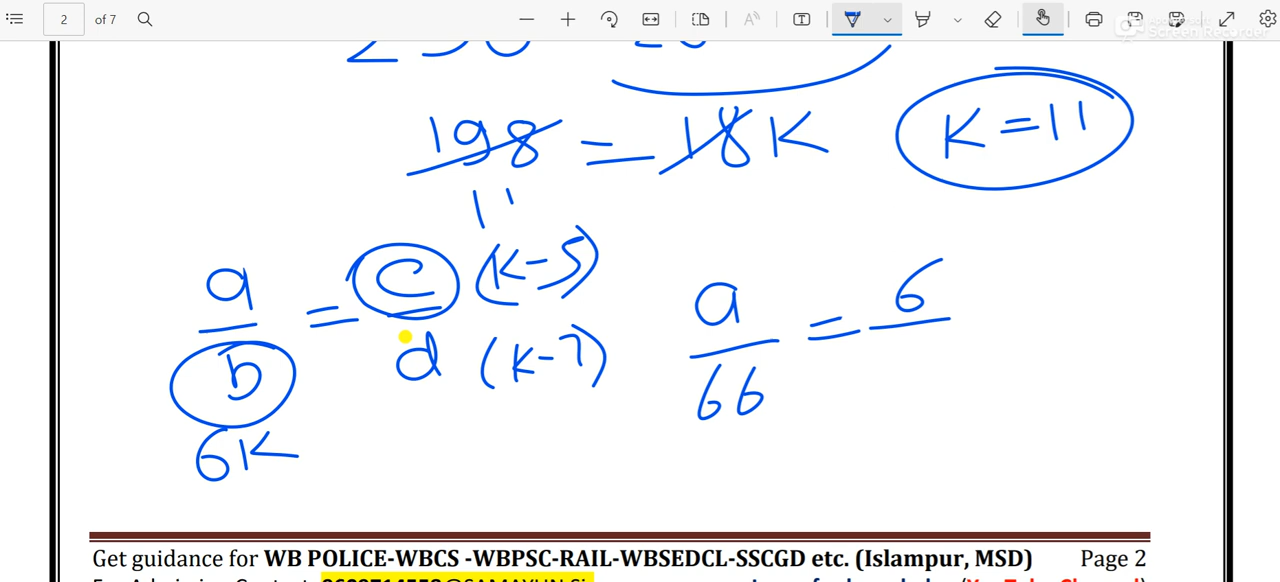 2 of 7
198 = 18 K K = 11
11
a/b = c (k-5) / d (k-7) a/66 = 6
6K
Get guidance for WB POLICE-WBCS -WBPSC-RAIL-WBSEDCL-SSCGD etc. (Islampur, MSD) Page 2